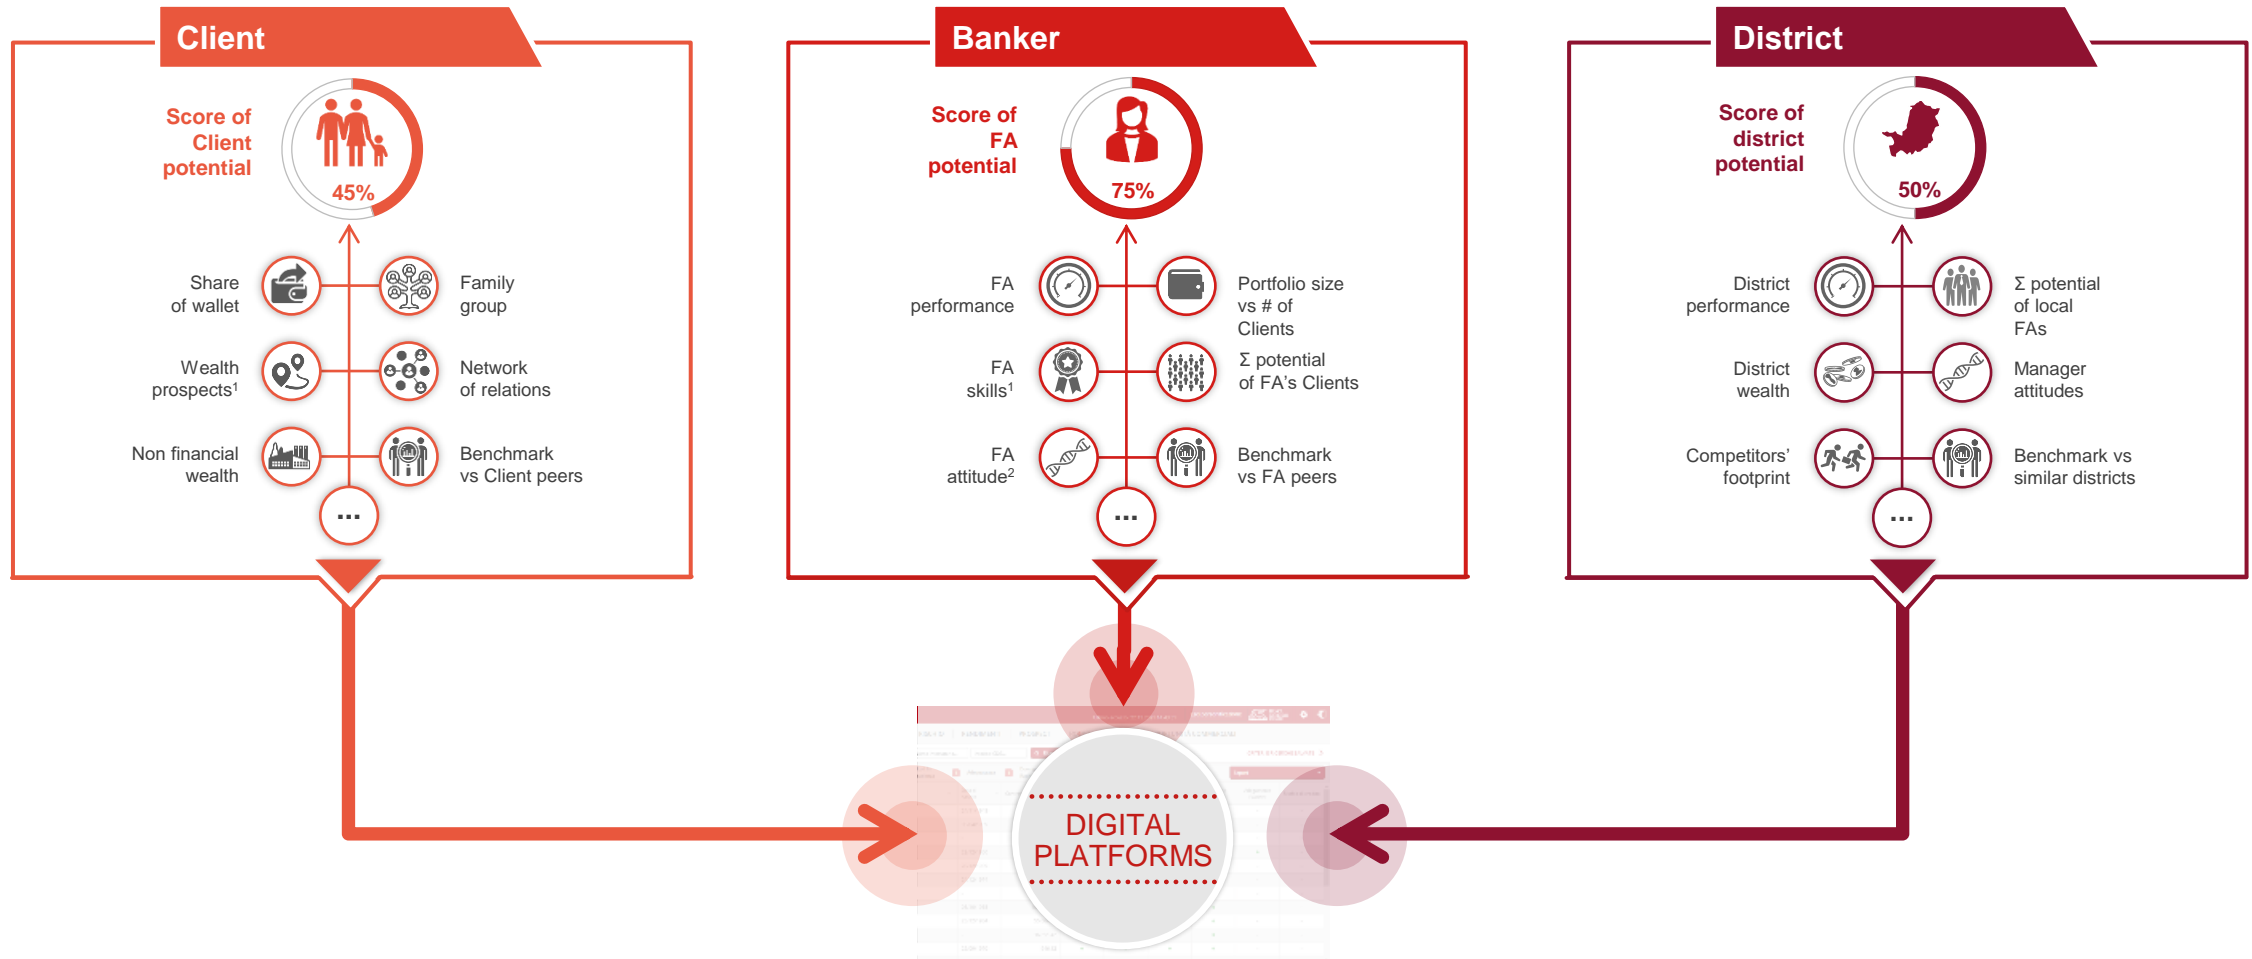 Client
Score of
Client
potential
45%
Share
of wallet
Family
group
Wealth
prospects¹
Network
of relations
Non financial
wealth
Benchmark
vs Client peers
...
Banker
Score of
FA
potential
75%
FA
performance
Portfolio size
vs # of
Clients
FA
skills¹
Σ potential
of FA's Clients
FA
attitude²
Benchmark
vs FA peers
...
District
Score of
district
potential
50%
District
performance
Σ potential
of local
FAs
District
wealth
Manager
attitudes
Competitors'
footprint
Benchmark vs
similar districts
...
DIGITAL
PLATFORMS